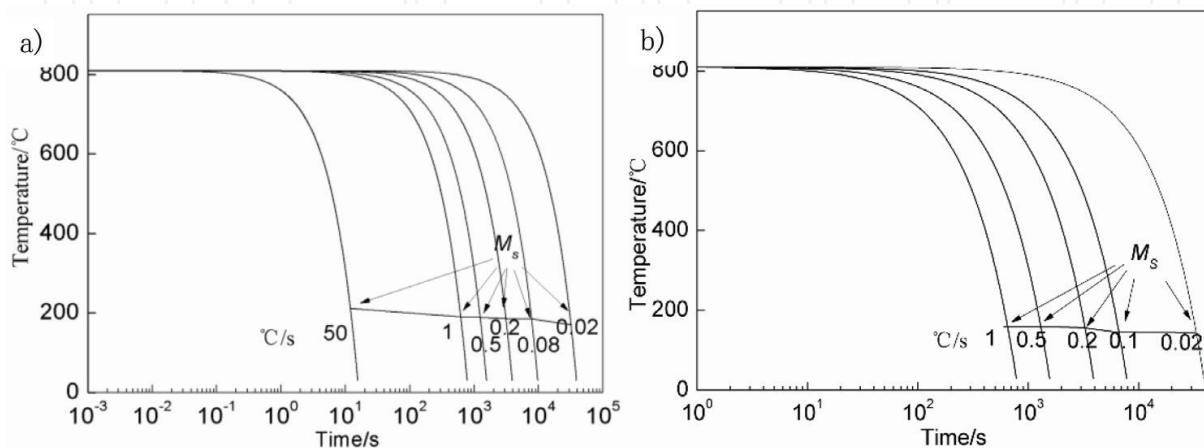 a)
800
600
400
200
0
Temperature/℃
Mₛ
℃/s 50 1 0.5 0.2 0.08 0.02
10⁻³ 10⁻² 10⁻¹ 10⁰ 10¹ 10² 10³ 10⁴ 10⁵
Time/s
b)
800
600
400
200
0
Temperature/℃
Mₛ
℃/s 1 0.5 0.2 0.1 0.02
10⁰ 10¹ 10² 10³ 10⁴
Time/s